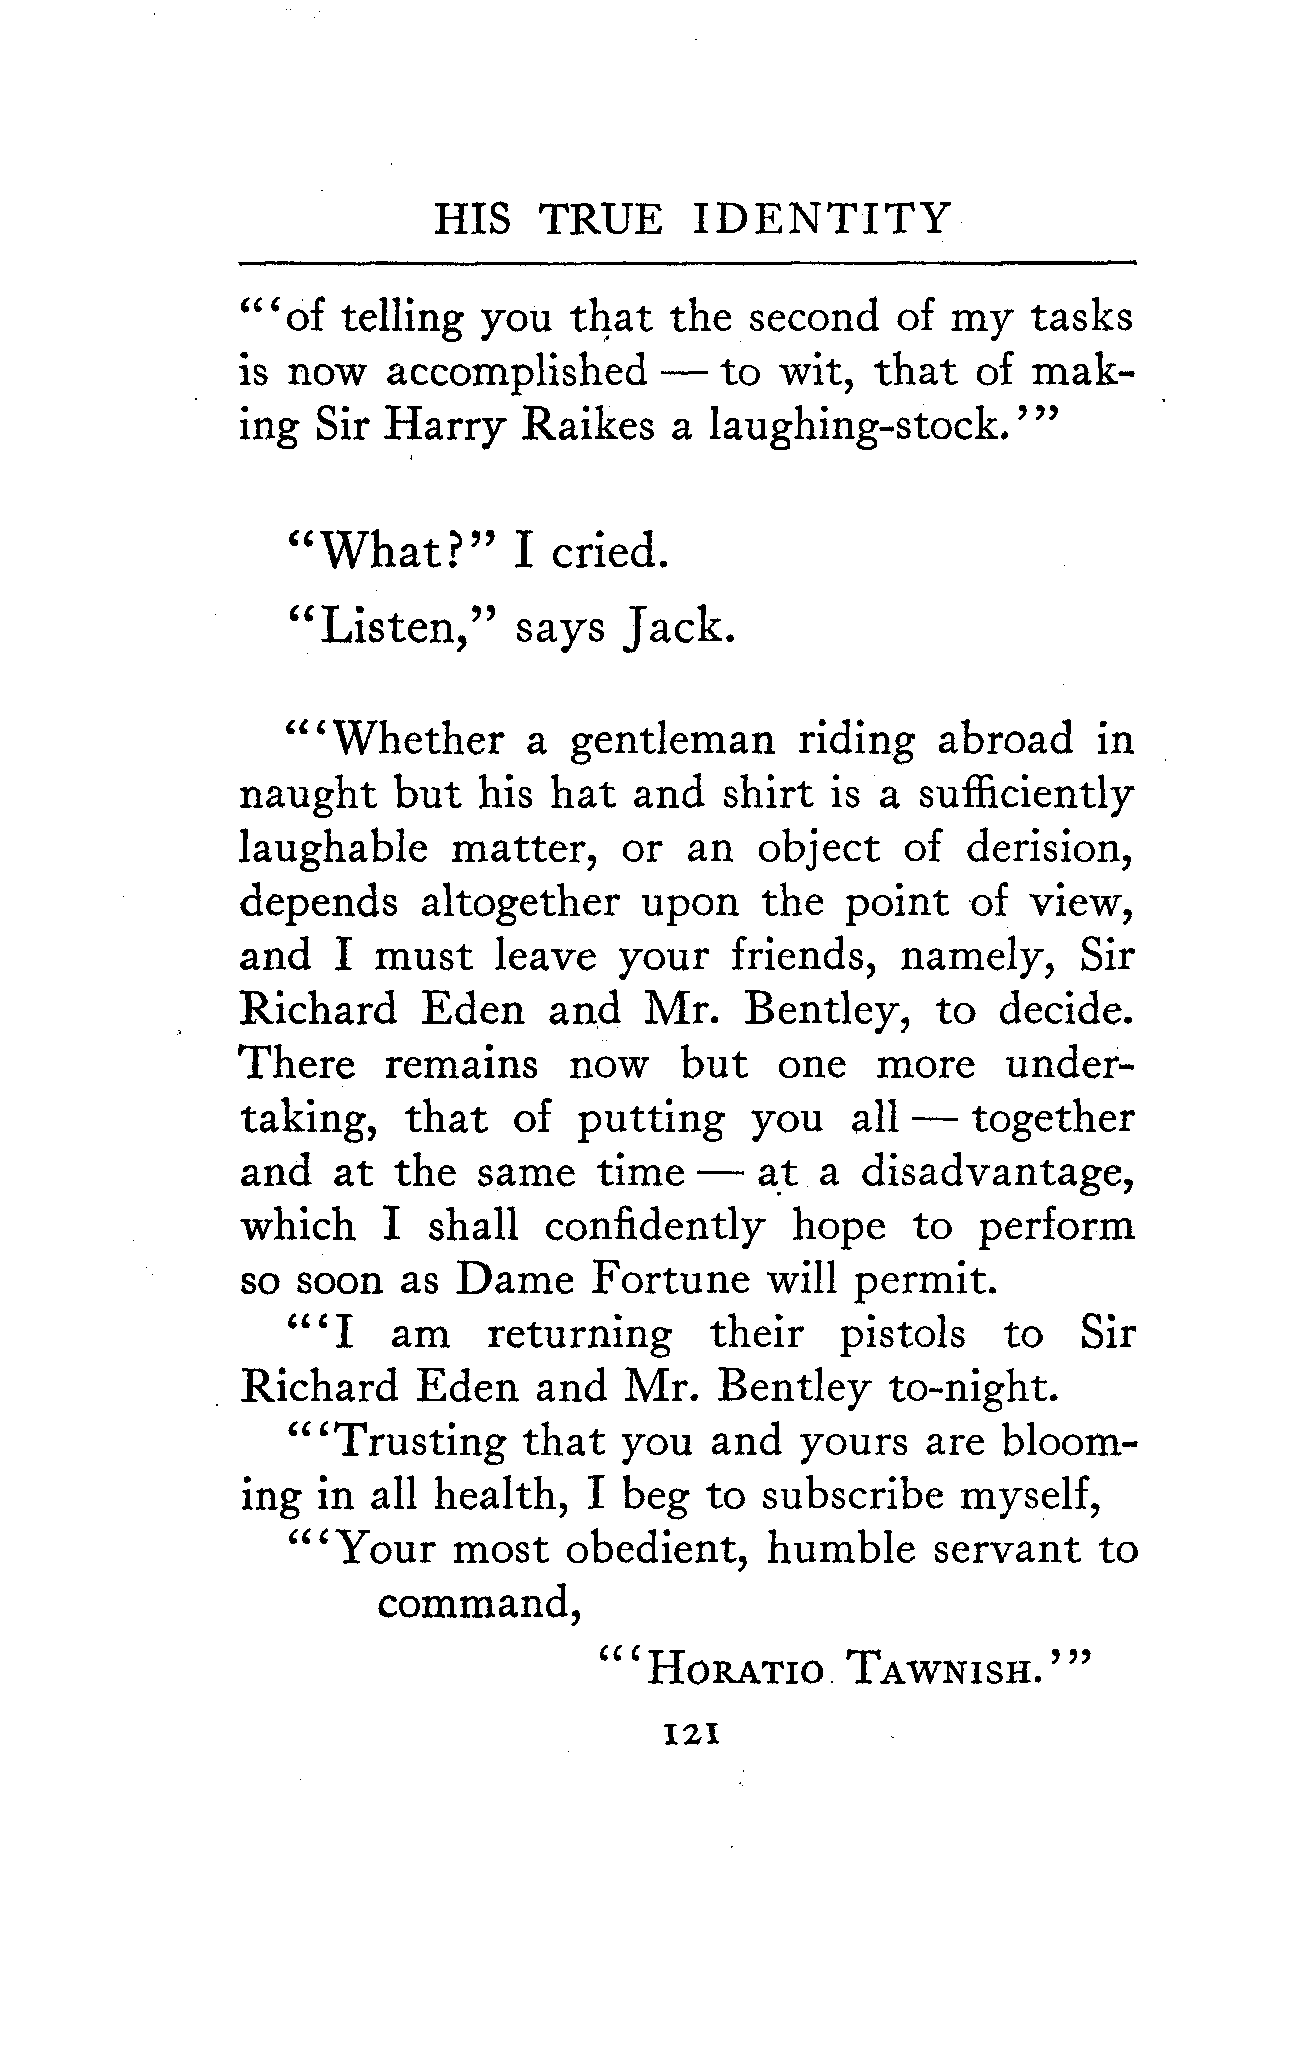 HIS TRUE IDENTITY
“‘of telling you that the second of my tasks
is now accomplished — to wit, that of mak-
ing Sir Harry Raikes a laughing-stock.’”
“What?” I cried.
“Listen,” says Jack.
“‘Whether a gentleman riding abroad in
naught but his hat and shirt is a sufficiently
laughable matter, or an object of derision,
depends altogether upon the point of view,
and I must leave your friends, namely, Sir
Richard Eden and Mr. Bentley, to decide.
There remains now but one more under-
taking, that of putting you all — together
and at the same time — at a disadvantage,
which I shall confidently hope to perform
so soon as Dame Fortune will permit.
“‘I am returning their pistols to Sir
Richard Eden and Mr. Bentley to-night.
“‘Trusting that you and yours are bloom-
ing in all health, I beg to subscribe myself,
“‘Your most obedient, humble servant to
command,
“‘HORATIO TAWNISH.’”
121